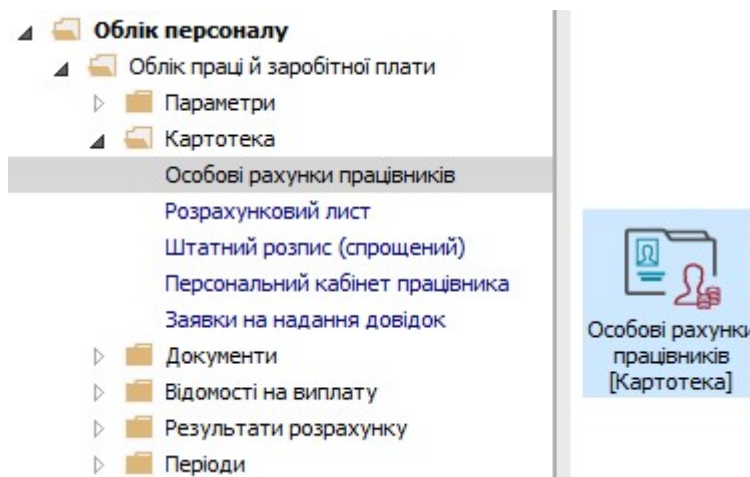 Облік персоналу
Облік праці й заробітної плати
Параметри
Картотека
Особові рахунки працівників
Розрахунковий лист
Штатний розпис (спрощений)
Персональний кабінет працівника
Заявки на надання довідок
Документи
Відомості на виплату
Результати розрахунку
Періоди
Особові рахунки
працівників
[Картотека]